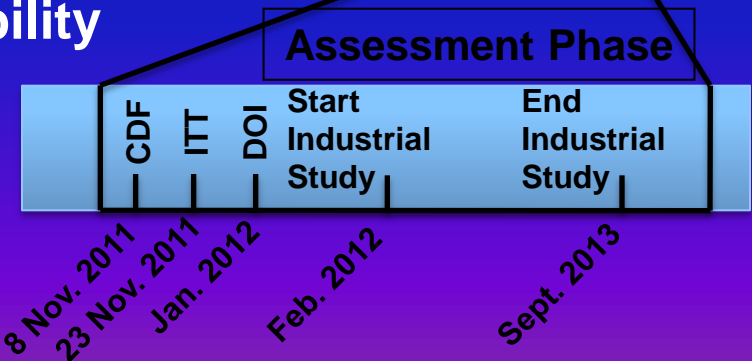 bility
Assessment Phase
CDF
ITT
DOI
Start
Industrial
Study
End
Industrial
Study
8 Nov. 2011
23 Nov. 2011
Jan. 2012
Feb. 2012
Sept. 2013